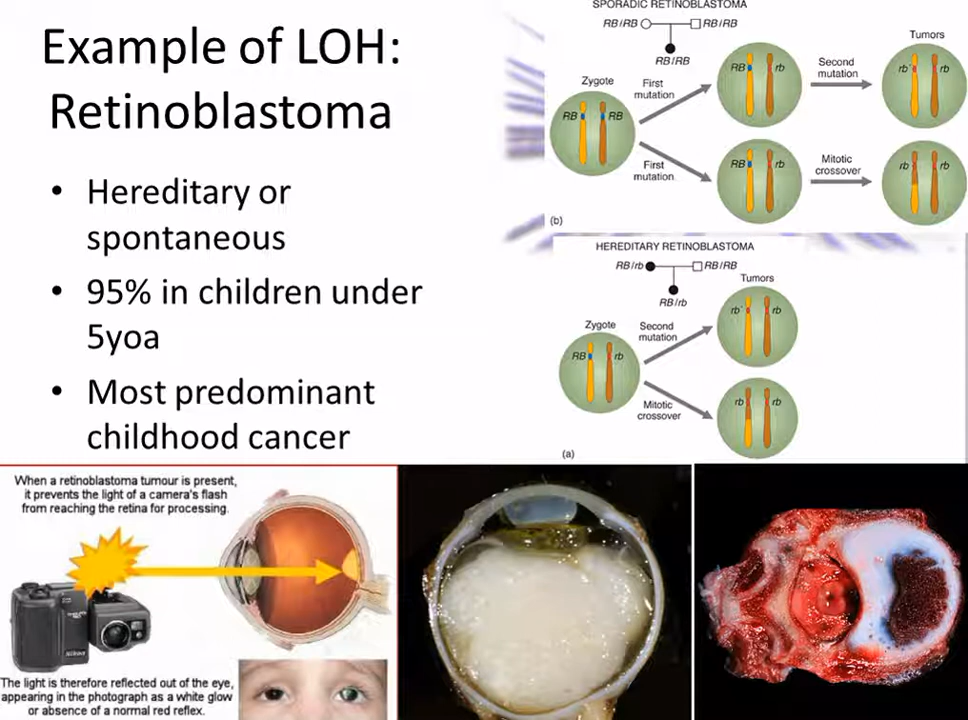 Example of LOH:
Retinoblastoma
• Hereditary or
spontaneous
• 95% in children under
5yoa
• Most predominant
childhood cancer
SPORADIC RETINOBLASTOMA
RB/RB RB/RB
RB/RB
Zygote
RB RB
First
mutation
RB rb
Second
mutation
Tumors
rb rb
First
mutation
RB rb
Mitotic
crossover
rb rb
(b)
HEREDITARY RETINOBLASTOMA
RB/rb RB/RB
RB/rb
Zygote
RB rb
Second
mutation
Tumors
rb rb
Mitotic
crossover
rb rb
(a)
When a retinoblastoma tumour is present,
it prevents the light of a camera's flash
from reaching the retina for processing.
The light is therefore reflected out of the eye,
appearing in the photograph as a white glow
or absence of a normal red reflex.